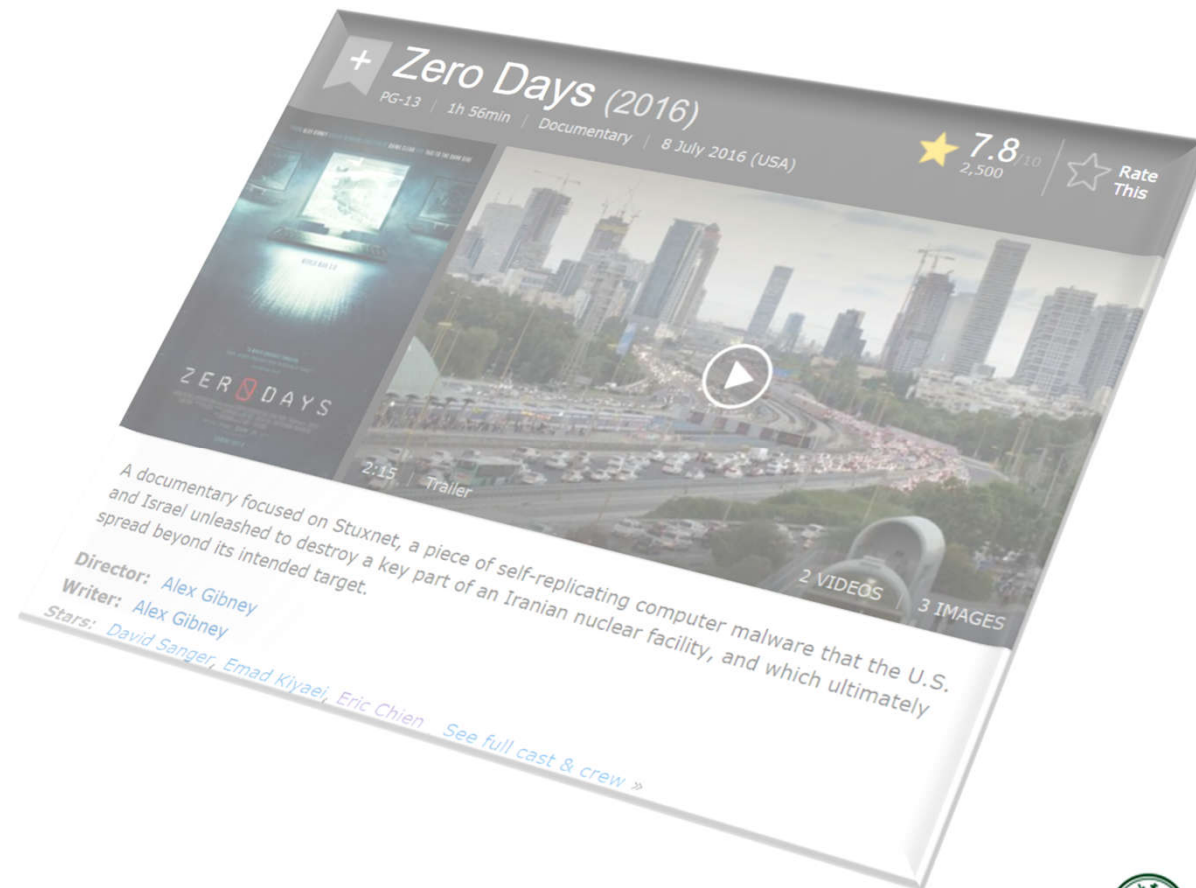 + Zero Days (2016)
PG-13 | 1h 56min | Documentary | 8 July 2016 (USA)
7.8/10
2,500
Rate
This
ZERO DAYS
2:15 | Trailer
2 VIDEOS
3 IMAGES
A documentary focused on Stuxnet, a piece of self-replicating computer malware that the U.S.
and Israel unleashed to destroy a key part of an Iranian nuclear facility, and which ultimately
spread beyond its intended target.
Director: Alex Gibney
Writer: Alex Gibney
Stars: David Sanger, Emad Kiyaei, Eric Chien See full cast & crew »